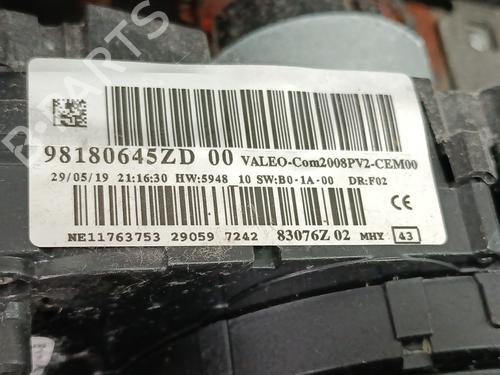 98180645ZD 00 VALEO-Com2008PV2-CEM00
29/05/19 21:16:30 HW:5948 10 SW:B0-1A-00 DR:F02
CE
NE11763753 29059 7242 83076Z 02 MHY 43
B-PARTS